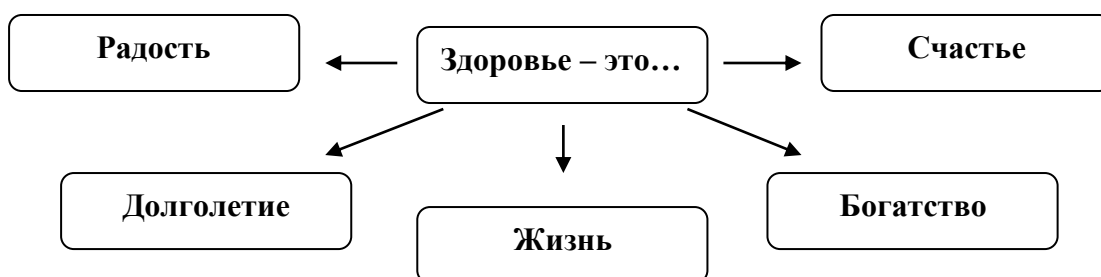 Радость
Здоровье – это…
Счастье
Долголетие
Жизнь
Богатство